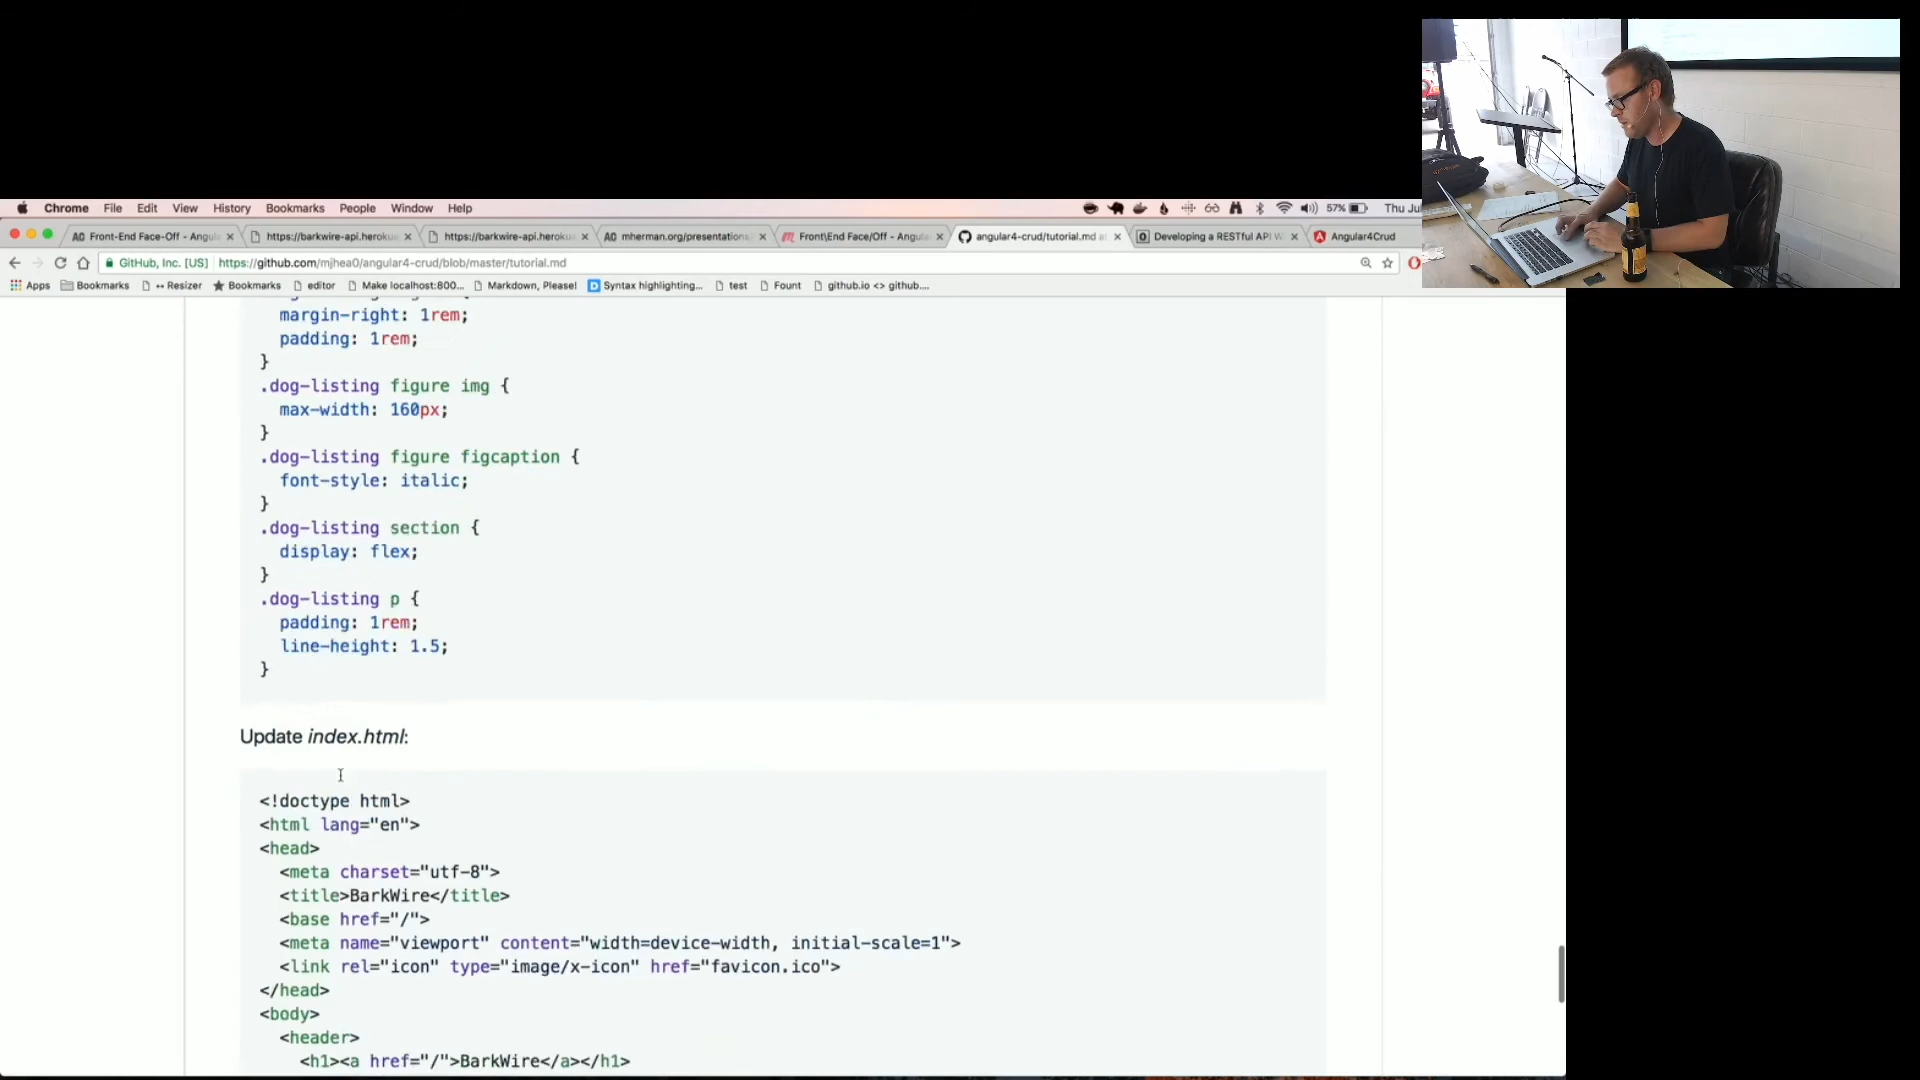 Chrome File Edit View History Bookmarks People Window Help 57% Thu Ju
Front-End Face-Off - Angula https://barkwire-api.heroku https://barkwire-api.heroku mherman.org/presentations Front\End Face/Off - Angula angular4-crud/tutorial.md a Developing a RESTful API W Angular4Crud
GitHub, Inc. [US] https://github.com/mjhea0/angular4-crud/blob/master/tutorial.md
Apps Bookmarks ↔ Resizer Bookmarks editor Make localhost:800... Markdown, Please! Syntax highlighting... test Fount github.io <> github....
margin-right: 1rem;
padding: 1rem;
}
.dog-listing figure img {
max-width: 160px;
}
.dog-listing figure figcaption {
font-style: italic;
}
.dog-listing section {
display: flex;
}
.dog-listing p {
padding: 1rem;
line-height: 1.5;
}
Update index.html:
<!doctype html>
<html lang="en">
<head>
<meta charset="utf-8">
<title>BarkWire</title>
<base href="/">
<meta name="viewport" content="width=device-width, initial-scale=1">
<link rel="icon" type="image/x-icon" href="favicon.ico">
</head>
<body>
<header>
<h1><a href="/">BarkWire</a></h1>